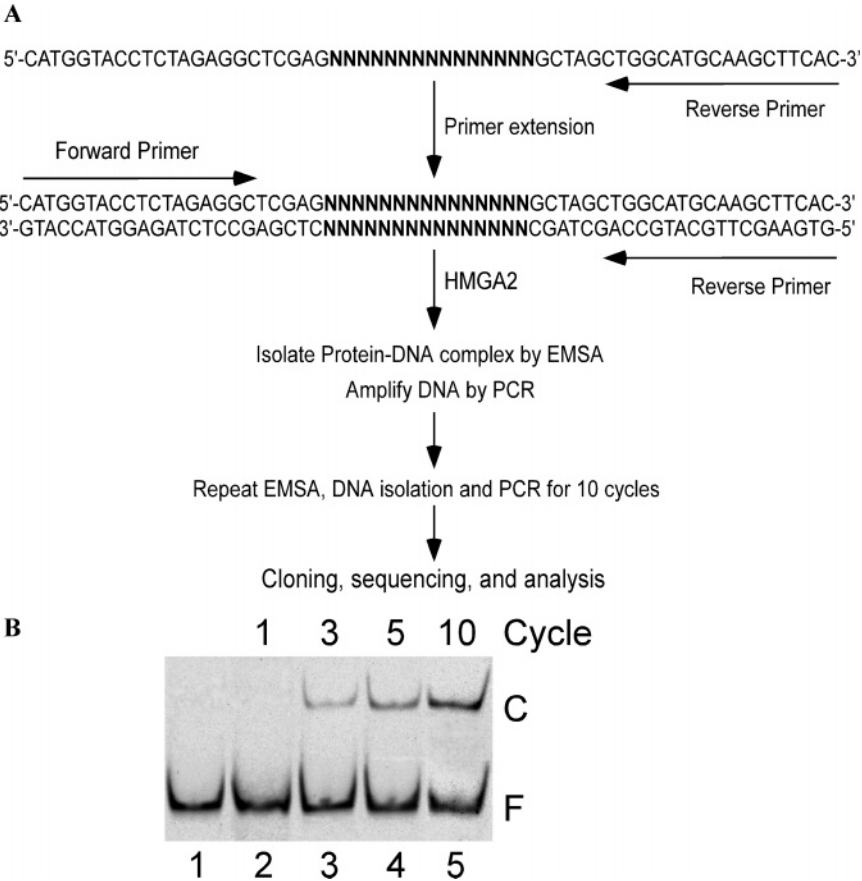 A
5'-CATGGTACCTCTAGAGGCTCGAGNNNNNNNNNNNNNNNGCTAGCTGGCATGCAAGCTTCAC-3'
Reverse Primer
Primer extension
Forward Primer
5'-CATGGTACCTCTAGAGGCTCGAGNNNNNNNNNNNNNNNGCTAGCTGGCATGCAAGCTTCAC-3'
3'-GTACCATGGAGATCTCCGAGCTCNNNNNNNNNNNNNNNCGATCGACCGTACGTTCGAAGTG-5'
HMGA2
Reverse Primer
Isolate Protein-DNA complex by EMSA
Amplify DNA by PCR
Repeat EMSA, DNA isolation and PCR for 10 cycles
Cloning, sequencing, and analysis
B
1 3 5 10 Cycle
C
F
1 2 3 4 5